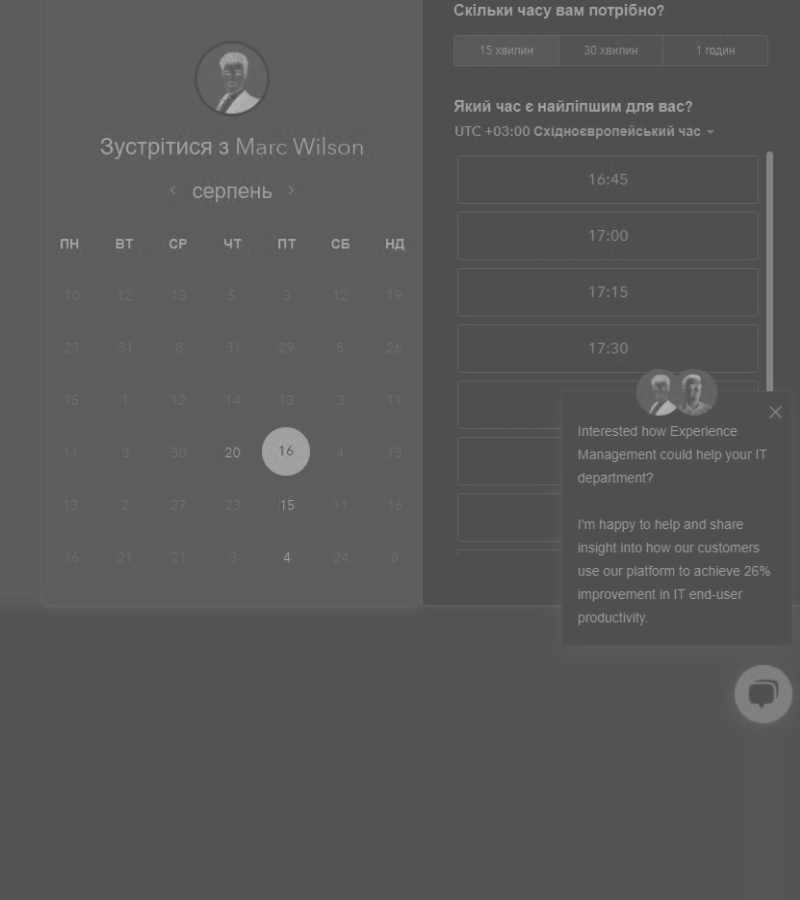 Зустрітися з Marc Wilson
серпень
ПН ВТ СР ЧТ ПТ СБ НД
10 12 13 5 3 12 19
23 31 8 31 29 5 26
15 1 12 14 13 3 11
11 3 30 20 16 4 13
13 2 27 23 15 11 16
16 21 21 3 4 24 8
Скільки часу вам потрібно?
15 хвилин 30 хвилин 1 годин
Який час є найліпшим для вас?
UTC +03:00 Східноєвропейський час
16:45
17:00
17:15
17:30
Interested how Experience
Management could help your IT
department?
I'm happy to help and share
insight into how our customers
use our platform to achieve 26%
improvement in IT end-user
productivity.